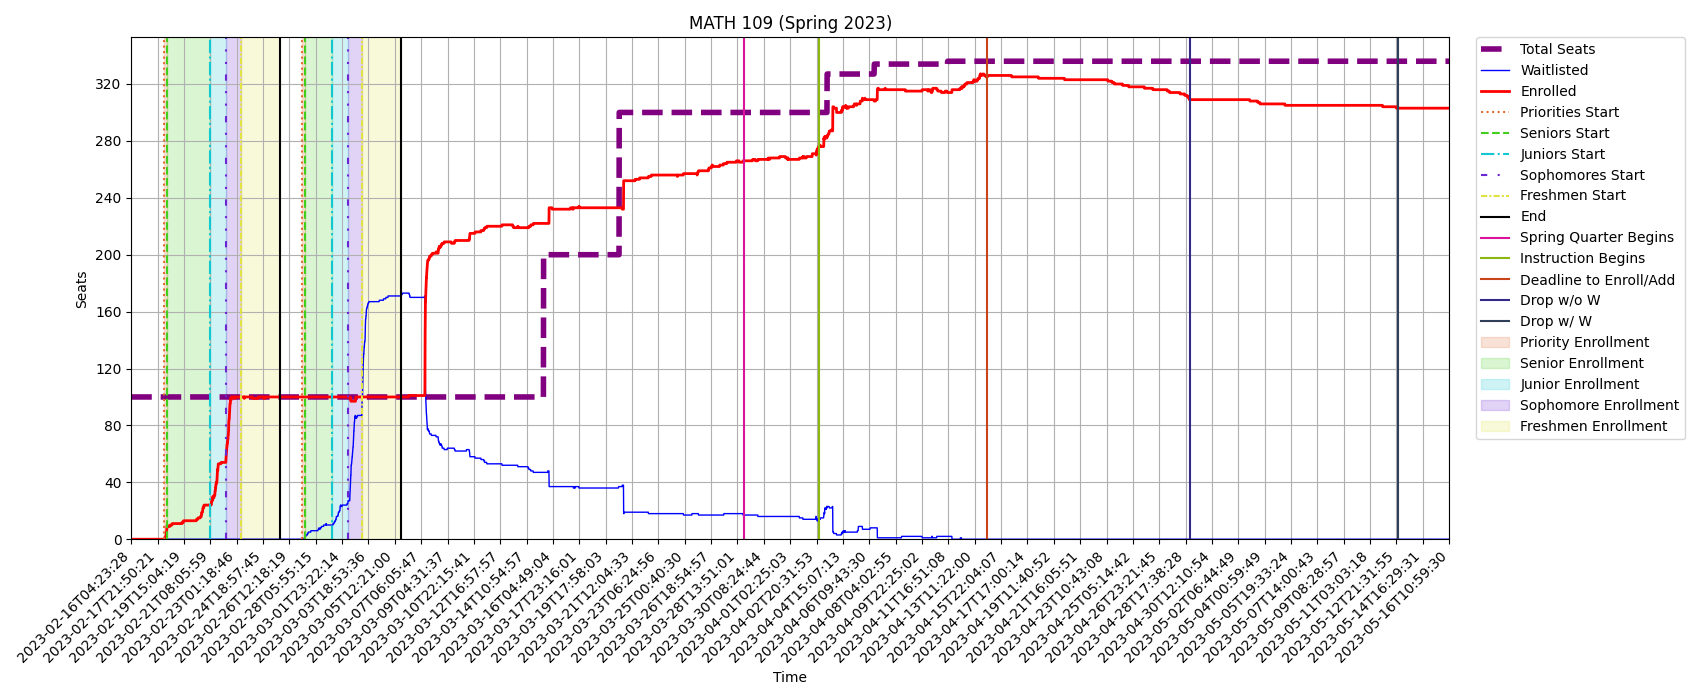 MATH 109 (Spring 2023)
Seats
320
280
240
200
160
120
80
40
0
2023-02-16T04:23:28
2023-02-17T21:50:21
2023-02-19T15:04:19
2023-02-21T08:05:59
2023-02-23T01:18:46
2023-02-24T18:57:45
2023-02-26T12:18:19
2023-02-28T05:55:15
2023-03-01T23:22:14
2023-03-03T18:53:36
2023-03-05T12:21:00
2023-03-07T06:05:47
2023-03-09T04:31:37
2023-03-10T22:15:41
2023-03-12T16:57:57
2023-03-14T10:54:57
2023-03-16T04:49:04
2023-03-17T23:16:01
2023-03-19T17:58:03
2023-03-21T12:04:33
2023-03-23T06:24:56
2023-03-25T00:40:30
2023-03-26T18:54:57
2023-03-28T13:51:01
2023-03-30T08:24:44
2023-04-01T02:25:03
2023-04-02T20:31:53
2023-04-04T15:07:13
2023-04-06T09:43:30
2023-04-08T04:02:55
2023-04-09T22:25:02
2023-04-11T16:51:08
2023-04-13T11:22:00
2023-04-15T22:04:07
2023-04-17T17:00:14
2023-04-19T11:40:52
2023-04-21T16:05:51
2023-04-23T10:43:08
2023-04-25T05:14:42
2023-04-26T23:21:45
2023-04-28T17:38:28
2023-04-30T12:10:54
2023-05-02T06:44:49
2023-05-04T00:59:49
2023-05-05T19:33:24
2023-05-07T14:00:43
2023-05-09T08:28:57
2023-05-11T03:03:18
2023-05-12T21:31:55
2023-05-14T16:29:31
2023-05-16T10:59:30
Time
Total Seats
Waitlisted
Enrolled
Priorities Start
Seniors Start
Juniors Start
Sophomores Start
Freshmen Start
End
Spring Quarter Begins
Instruction Begins
Deadline to Enroll/Add
Drop w/o W
Drop w/ W
Priority Enrollment
Senior Enrollment
Junior Enrollment
Sophomore Enrollment
Freshmen Enrollment